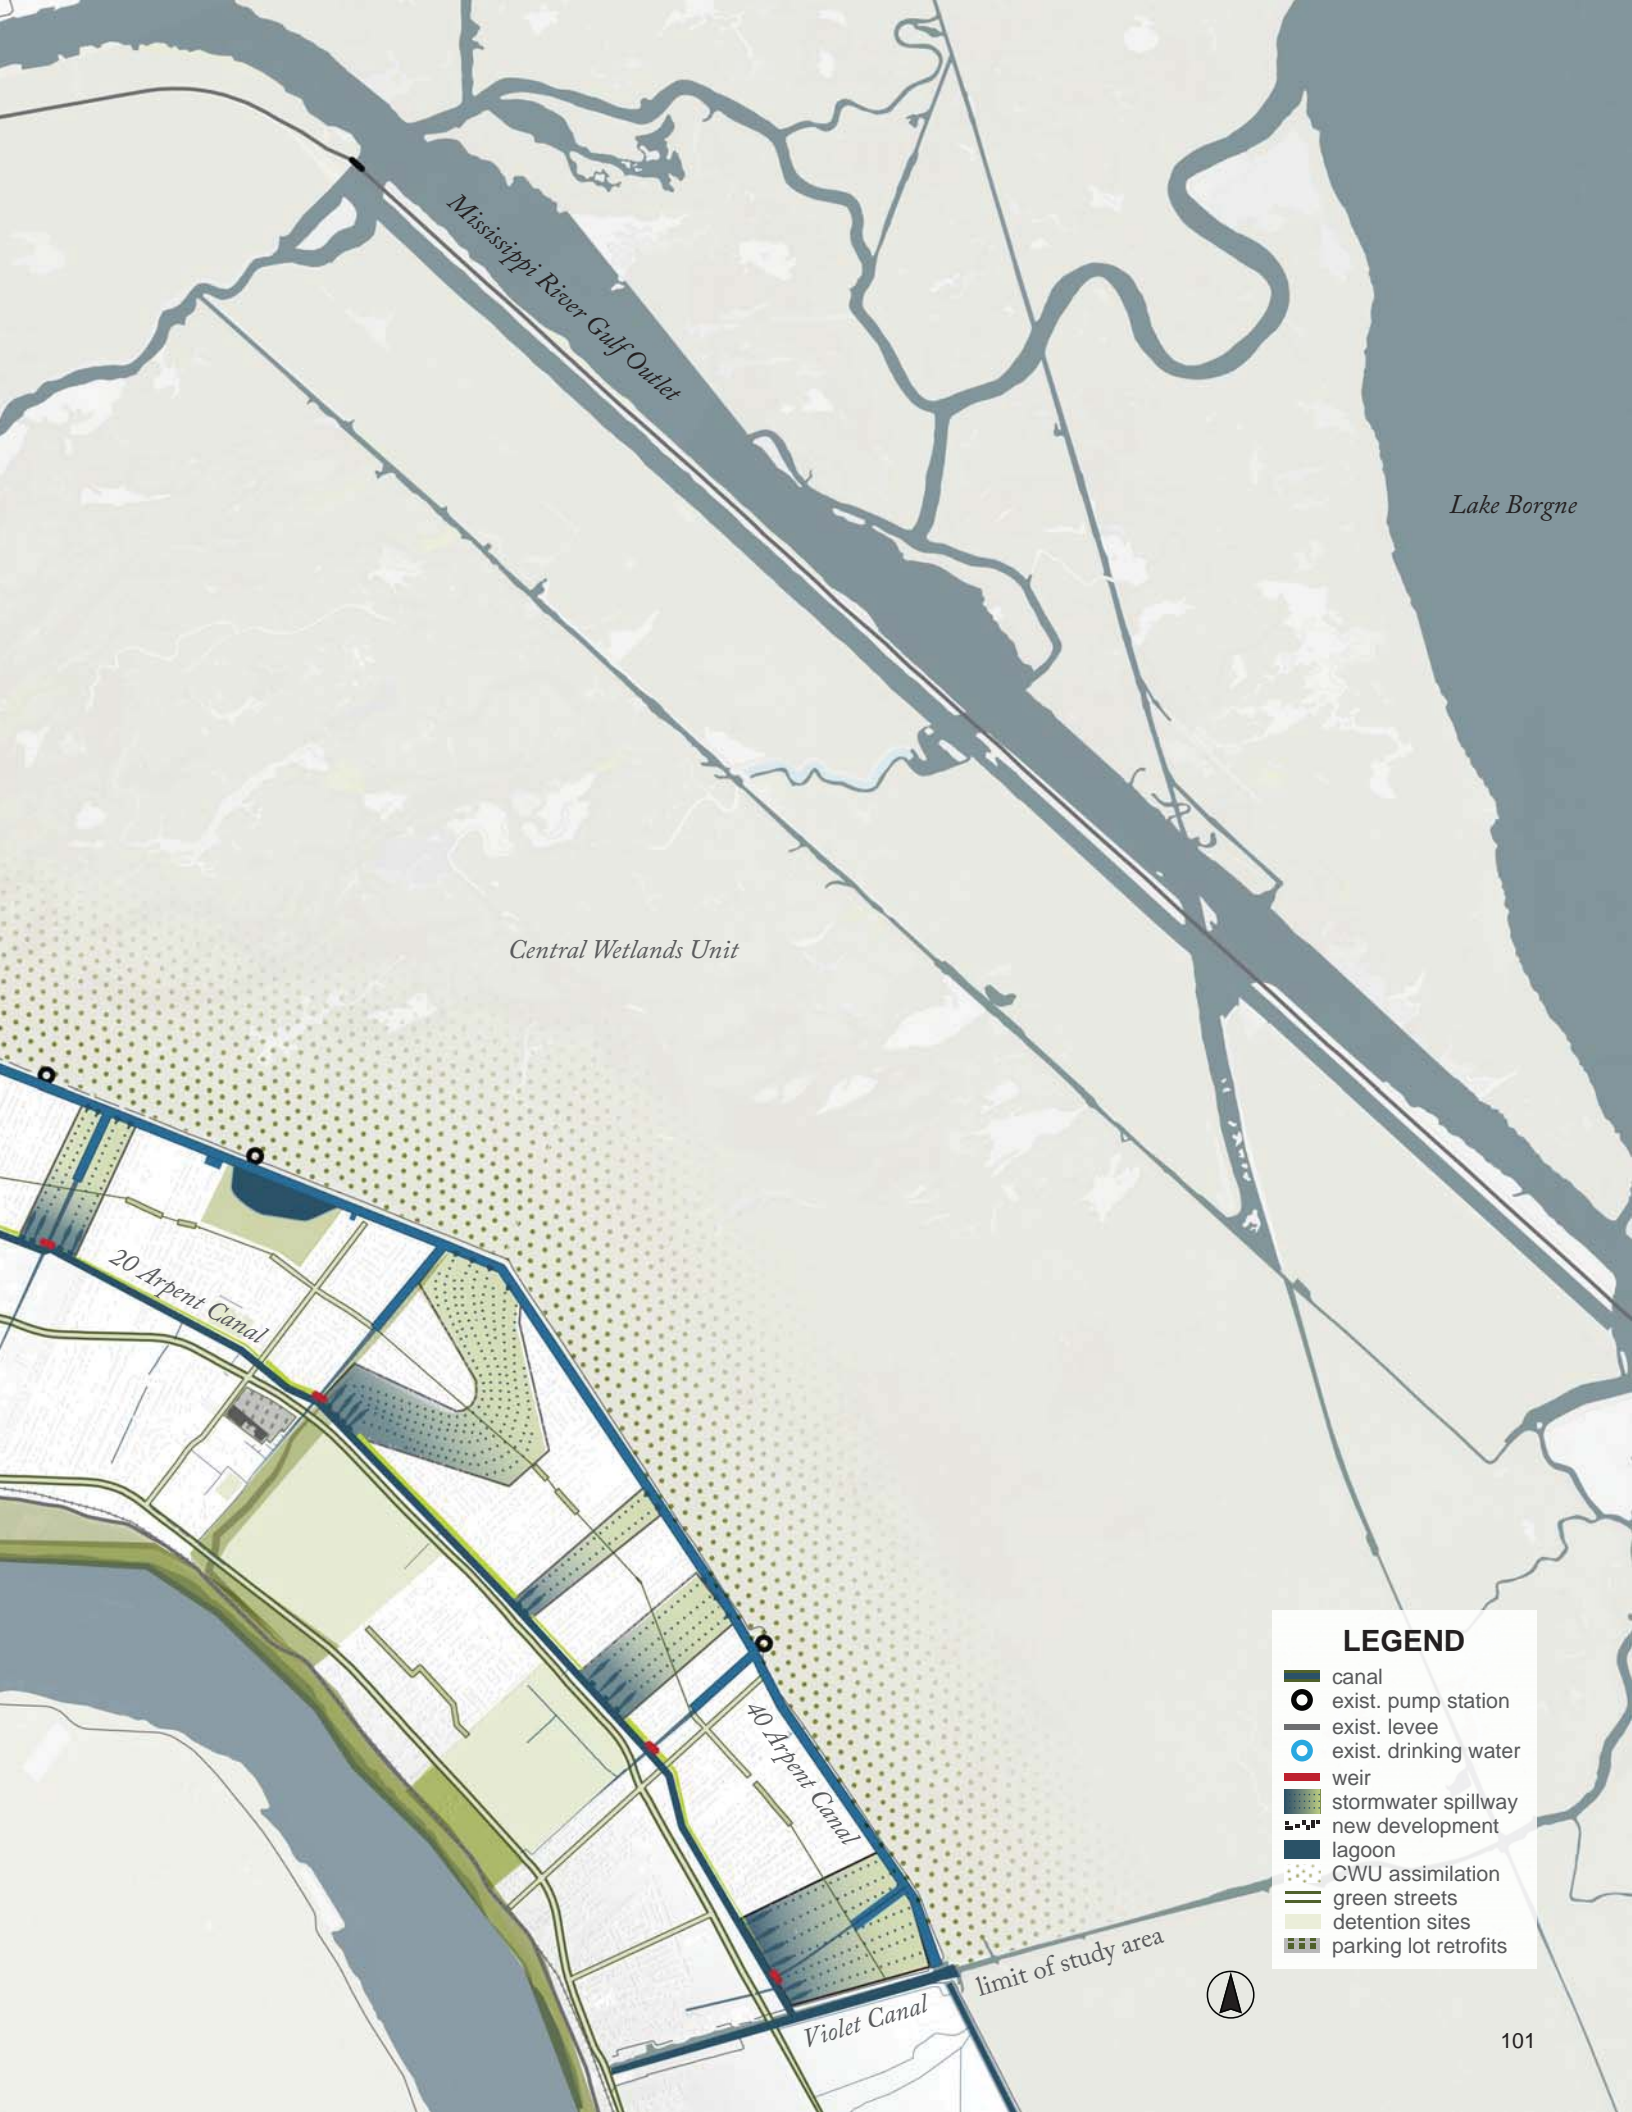 Mississippi River Gulf Outlet
Lake Borgne
Central Wetlands Unit
20 Arpent Canal
40 Arpent Canal
LEGEND
canal
exist. pump station
exist. levee
exist. drinking water
weir
stormwater spillway
new development
lagoon
CWU assimilation
green streets
detention sites
parking lot retrofits
limit of study area
Violet Canal
101